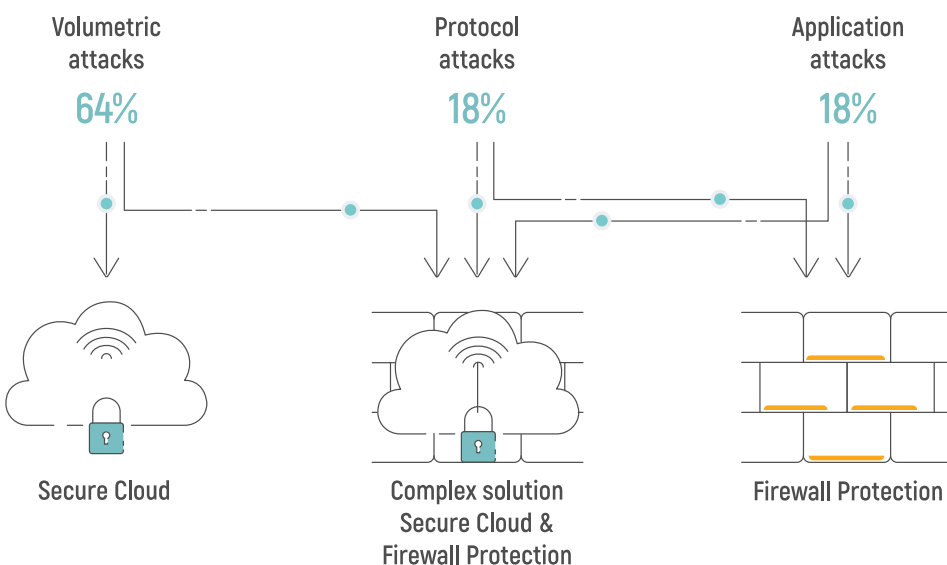 Volumetric
attacks
64%
Protocol
attacks
18%
Application
attacks
18%
Secure Cloud
Complex solution
Secure Cloud &
Firewall Protection
Firewall Protection